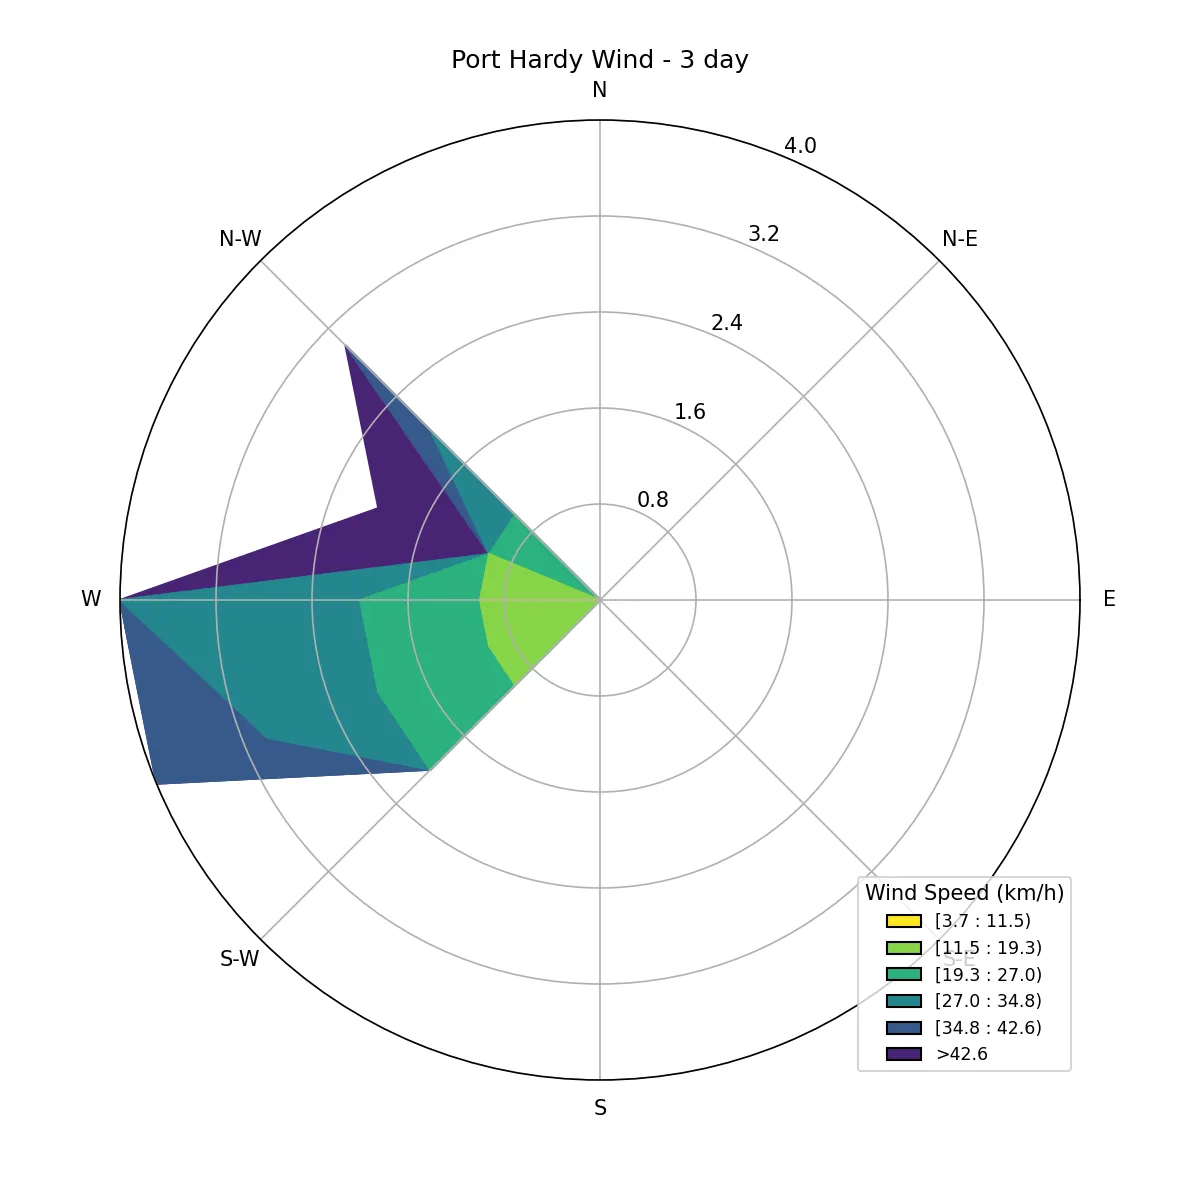 Port Hardy Wind - 3 day
N
4.0
N-W
N-E
3.2
2.4
1.6
0.8
W
E
S-W
S-E
S
Wind Speed (km/h)
[3.7 : 11.5)
[11.5 : 19.3)
[19.3 : 27.0)
[27.0 : 34.8)
[34.8 : 42.6)
>42.6